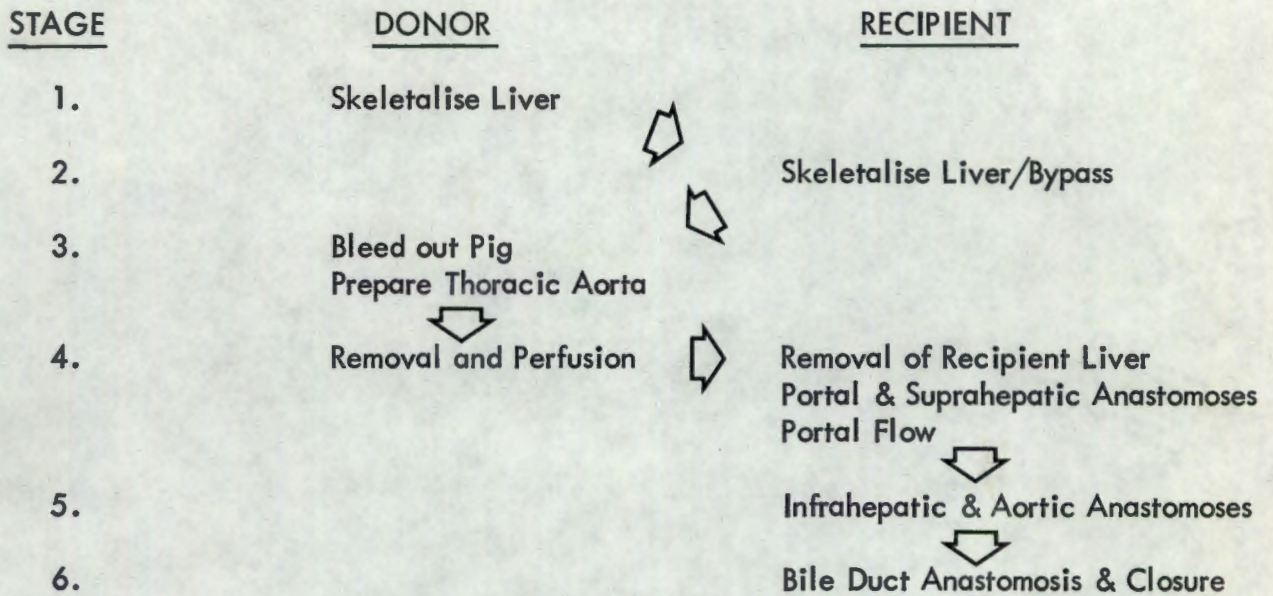 STAGE DONOR RECIPIENT
1. Skeletalise Liver
2. Skeletalise Liver/Bypass
3. Bleed out Pig
Prepare Thoracic Aorta
4. Removal and Perfusion Removal of Recipient Liver
Portal & Suprahepatic Anastomoses
Portal Flow
5. Infrahepatic & Aortic Anastomoses
6. Bile Duct Anastomosis & Closure